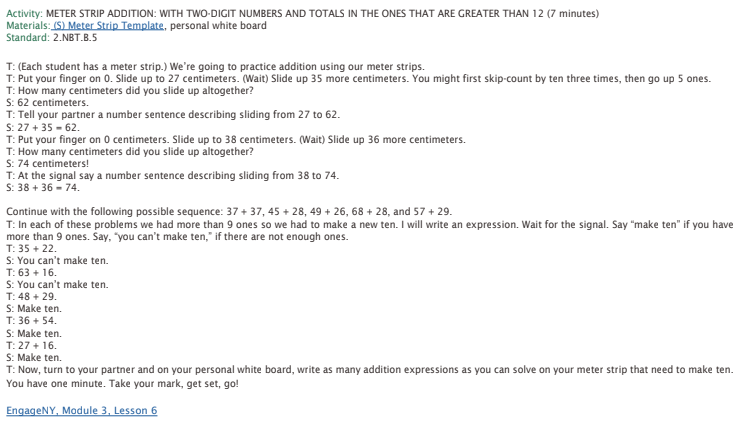 Activity: METER STRIP ADDITION: WITH TWO-DIGIT NUMBERS AND TOTALS IN THE ONES THAT ARE GREATER THAN 12 (7 minutes)
Materials: (S) Meter Strip Template, personal white board
Standard: 2.NBT.B.5
T: (Each student has a meter strip.) We're going to practice addition using our meter strips.
T: Put your finger on 0. Slide up to 27 centimeters. (Wait) Slide up 35 more centimeters. You might first skip-count by ten three times, then go up 5 ones.
T: How many centimeters did you slide up altogether?
S: 62 centimeters.
T: Tell your partner a number sentence describing sliding from 27 to 62.
S: 27 + 35 = 62.
T: Put your finger on 0 centimeters. Slide up to 38 centimeters. (Wait) Slide up 36 more centimeters.
T: How many centimeters did you slide up altogether?
S: 74 centimeters!
T: At the signal say a number sentence describing sliding from 38 to 74.
S: 38 + 36 = 74.
Continue with the following possible sequence: 37 + 37, 45 + 28, 49 + 26, 68 + 28, and 57 + 29.
T: In each of these problems we had more than 9 ones so we had to make a new ten. I will write an expression. Wait for the signal. Say "make ten" if you have
more than 9 ones. Say, "you can't make ten," if there are not enough ones.
T: 35 + 22.
S: You can't make ten.
T: 63 + 16.
S: You can't make ten.
T: 48 + 29.
S: Make ten.
T: 36 + 54.
S: Make ten.
T: 27 + 16.
S: Make ten.
T: Now, turn to your partner and on your personal white board, write as many addition expressions as you can solve on your meter strip that need to make ten.
You have one minute. Take your mark, get set, go!
EngageNY, Module 3, Lesson 6